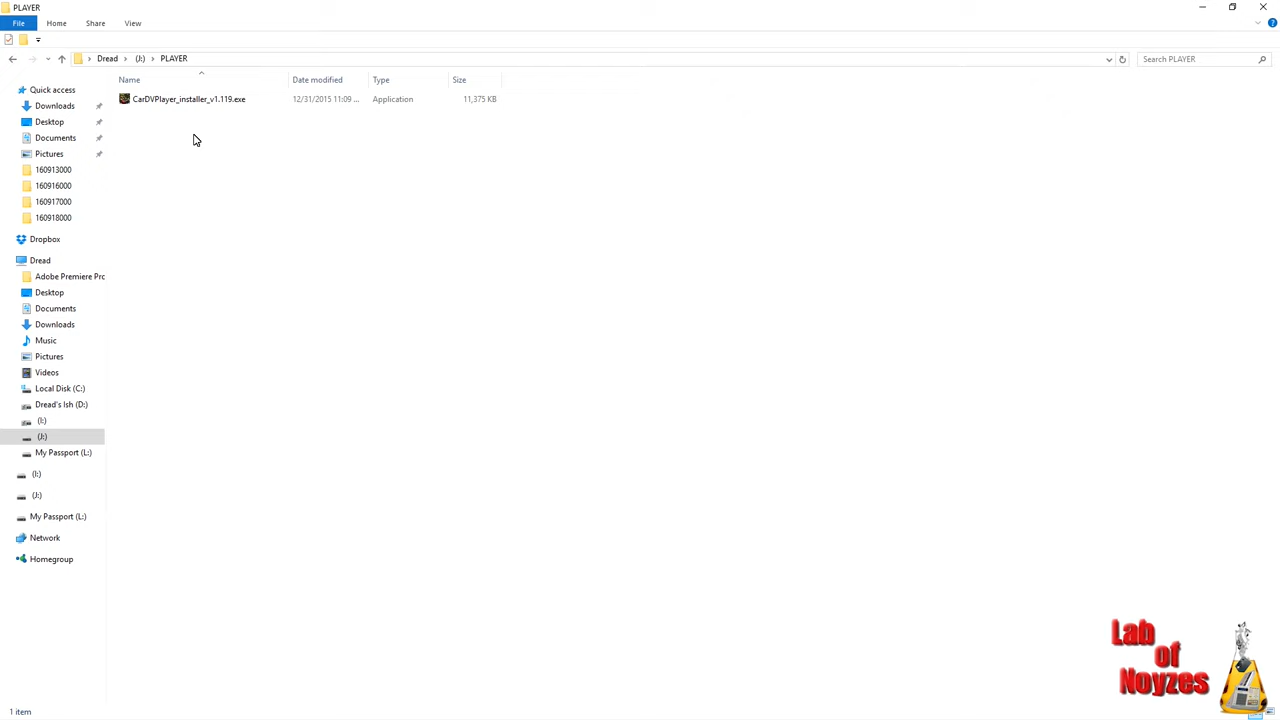 PLAYER
File Home Share View
Dread (J:) PLAYER Search PLAYER
Name Date modified Type Size
CarDVPlayer_installer_v1.119.exe 12/31/2015 11:09 ... Application 11,375 KB
Quick access
Downloads
Desktop
Documents
Pictures
160913000
160916000
160917000
160918000
Dropbox
Dread
Adobe Premiere Prc
Desktop
Documents
Downloads
Music
Pictures
Videos
Local Disk (C:)
Dread's Ish (D:)
(I:)
(J:)
My Passport (L:)
(I:)
(J:)
My Passport (L:)
Network
Homegroup
1 item
Lab
of
Noyzes